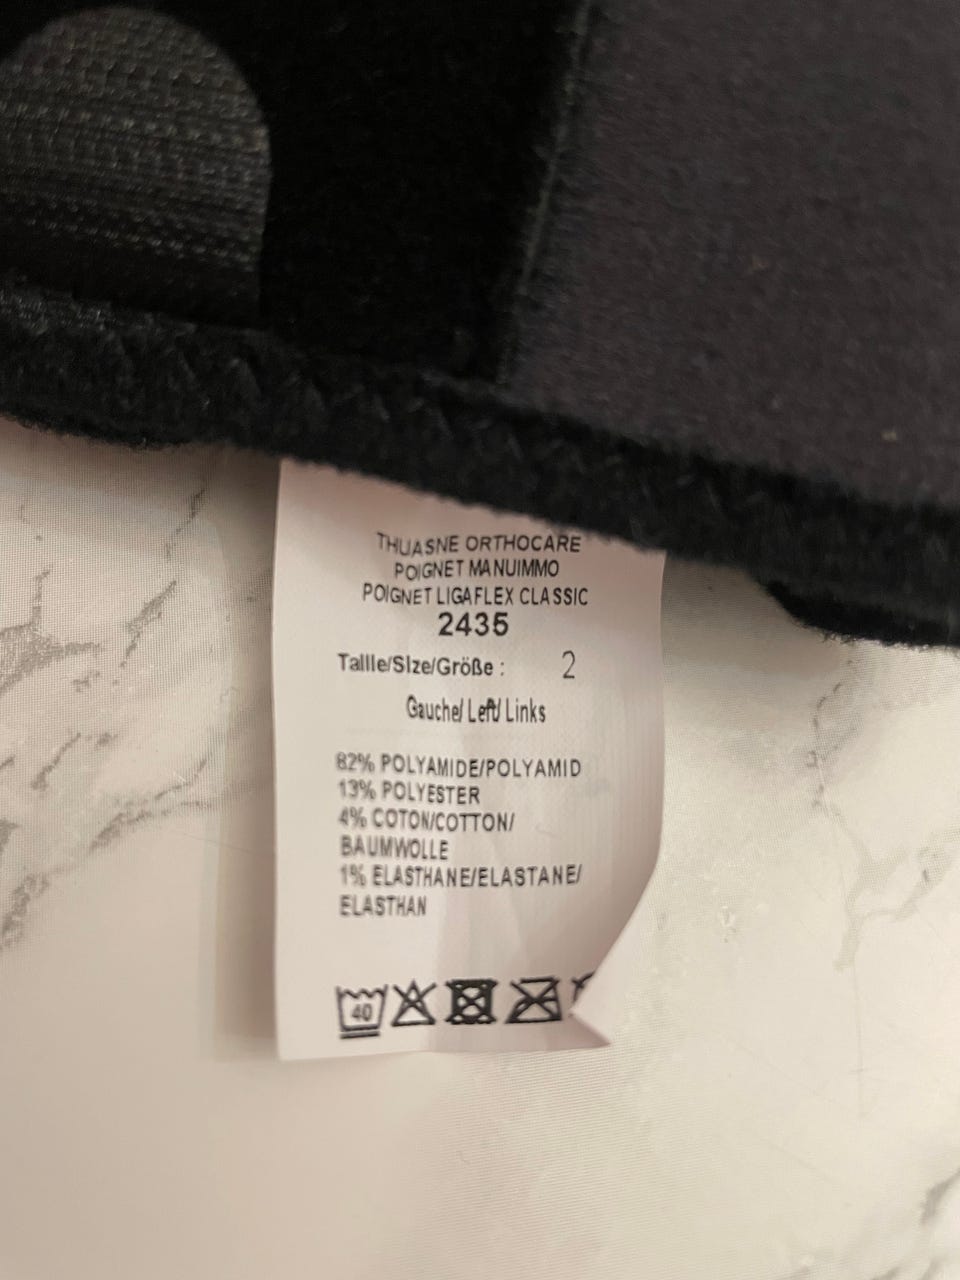 THUASNE ORTHOCARE
POIGNET MANUIMMO
POIGNET LIGAFLEX CLASSIC
2435
Taille/Size/Größe : 2
Gauche/ Left/ Links
82% POLYAMIDE/POLYAMID
13% POLYESTER
4% COTON/COTTON/
BAUMWOLLE
1% ELASTHANE/ELASTANE/
ELASTHAN
40